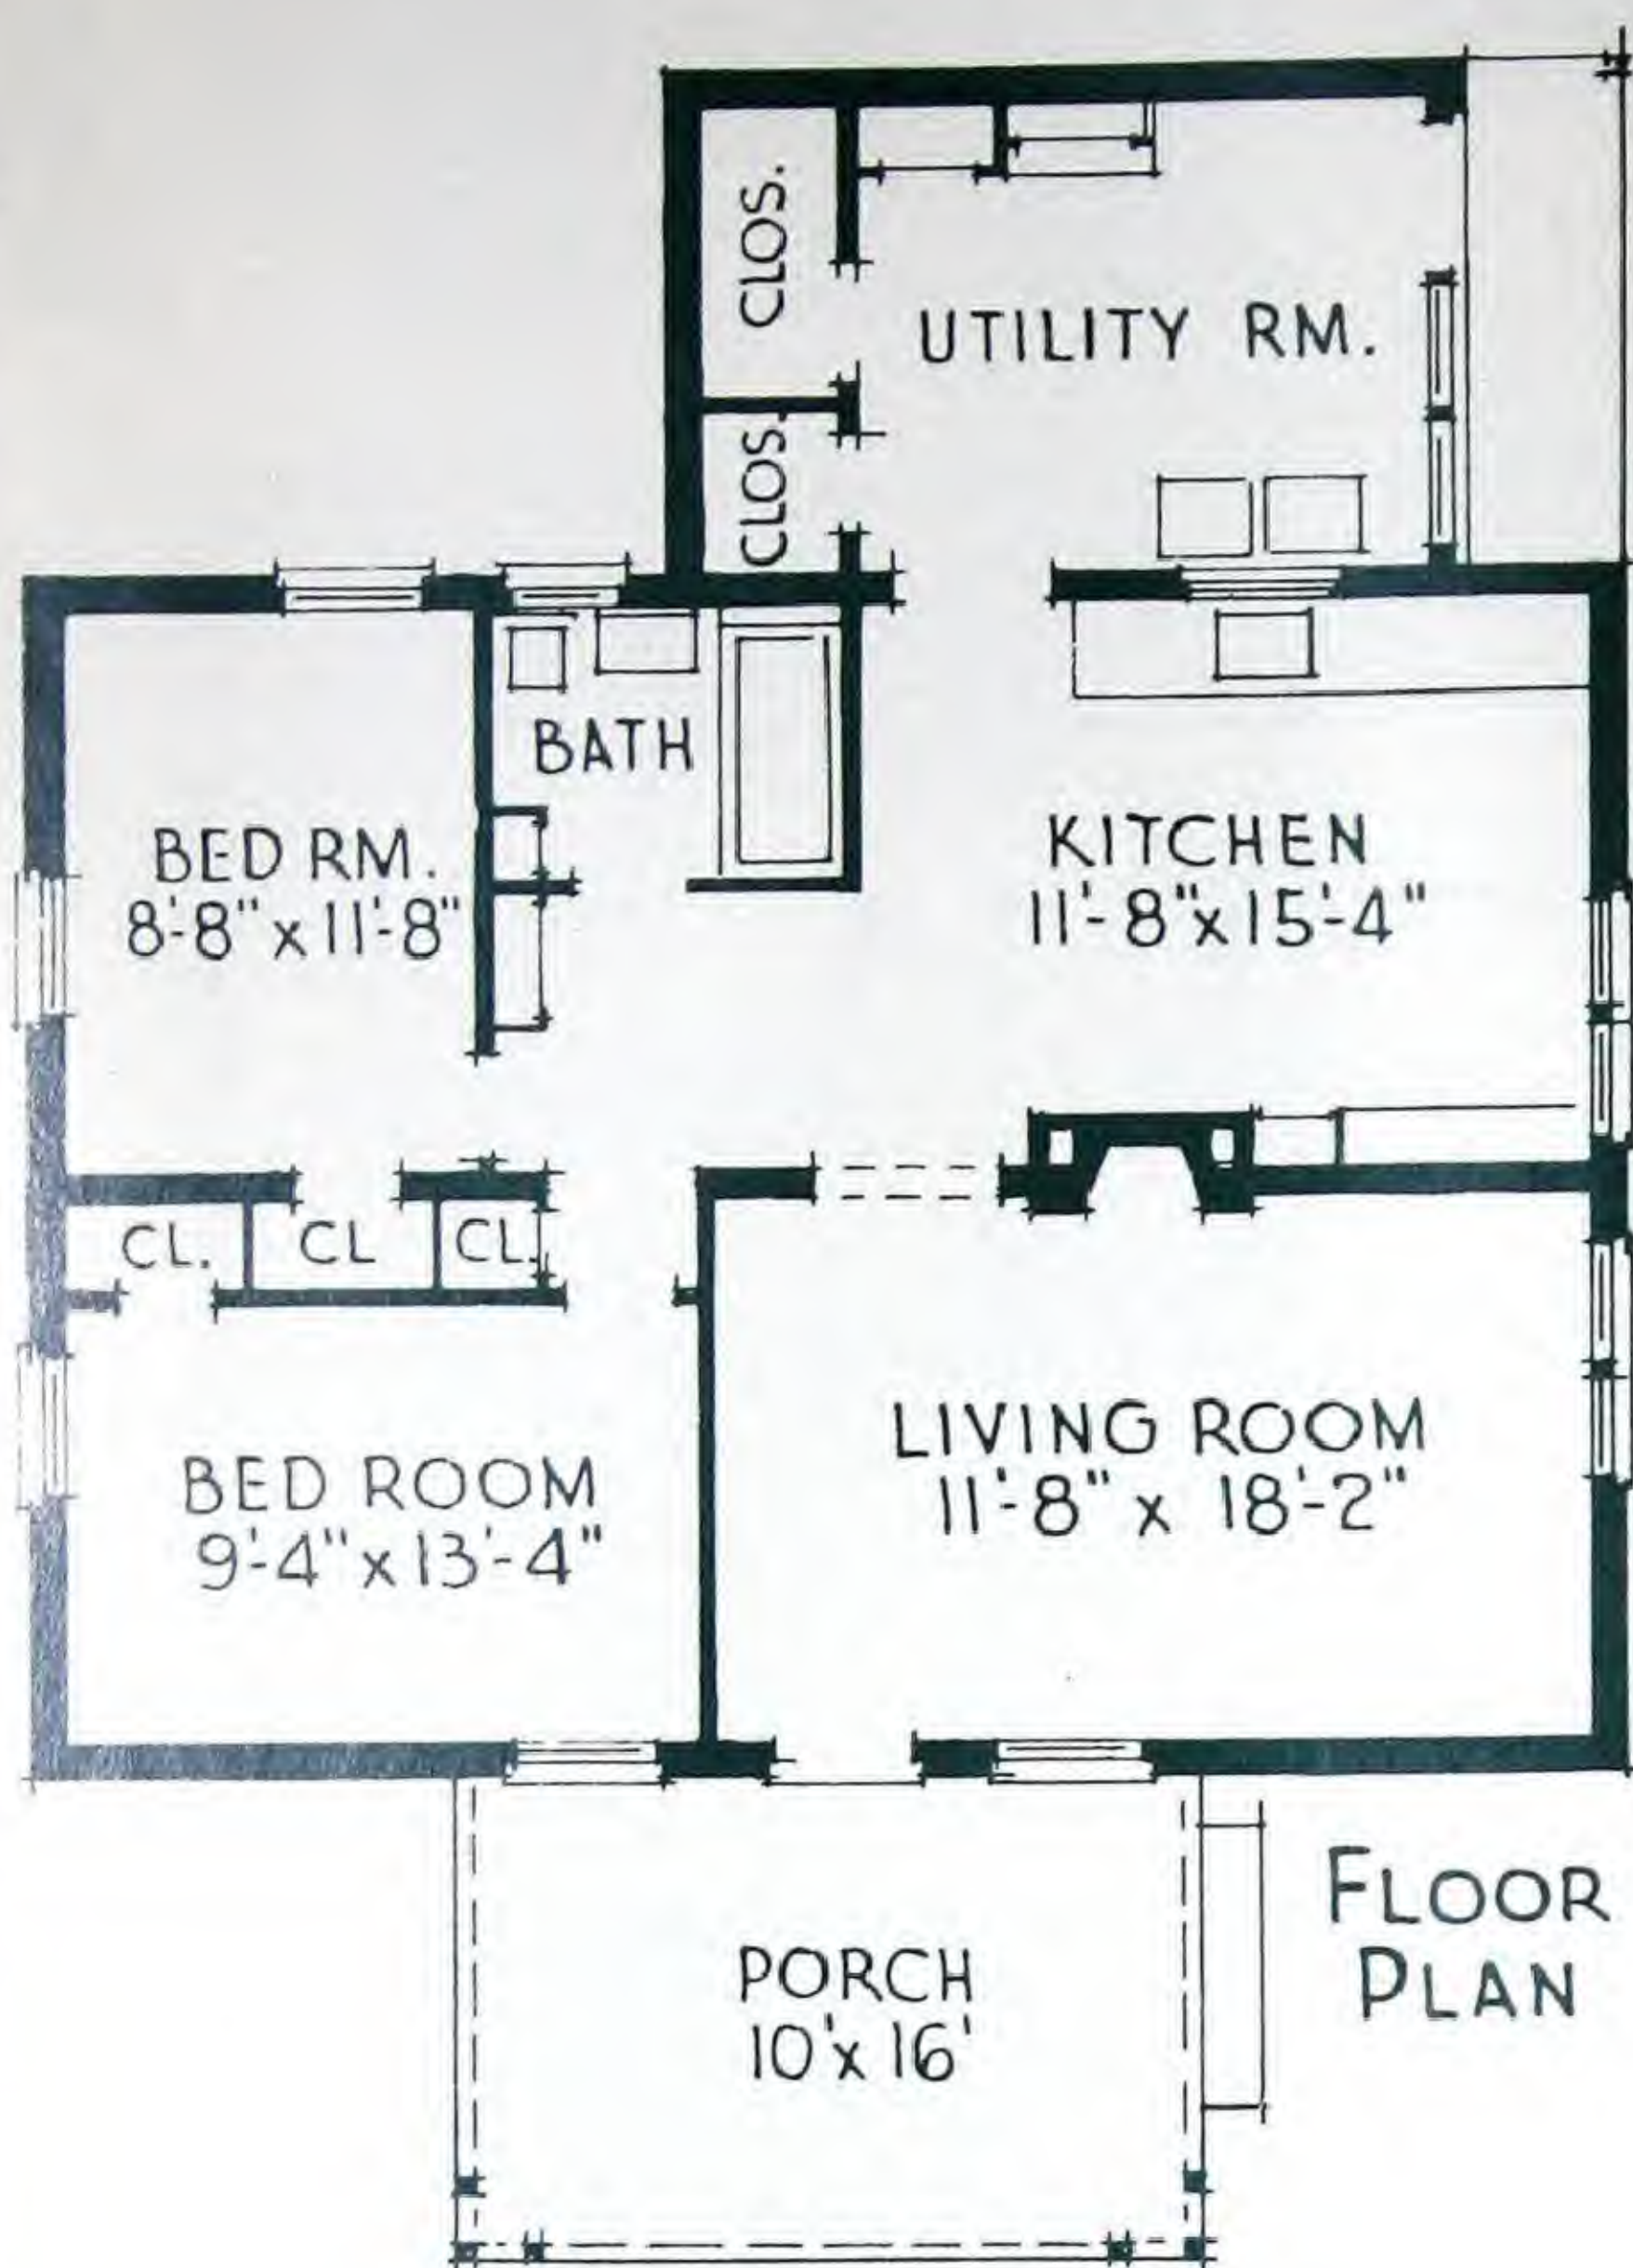 CLOS.
UTILITY RM.
CLOS.
BATH
BED RM.
8'-8" x 11'-8"
KITCHEN
11'-8" x 15'-4"
CL.
CL
CL.
LIVING ROOM
11'-8" x 18'-2"
BED ROOM
9'-4" x 13'-4"
FLOOR
PLAN
PORCH
10' x 16'